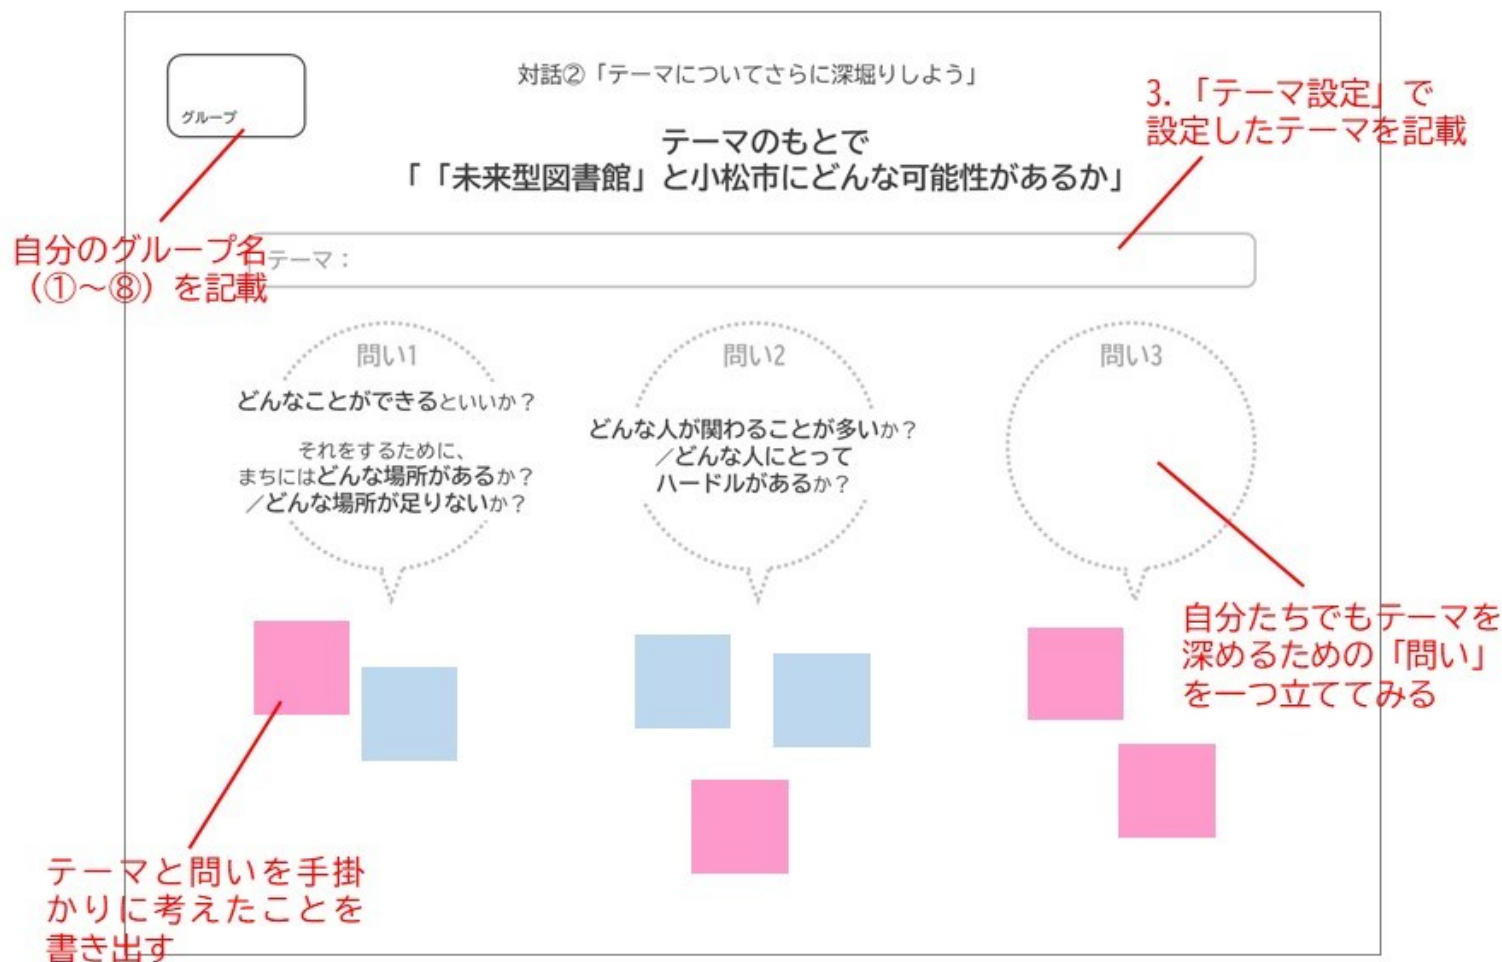 対話②「テーマについてさらに深堀りしよう」
グループ
テーマのもとで
「「未来型図書館」と小松市にどんな可能性があるか」
3.「テーマ設定」で
設定したテーマを記載
自分のグループ名
（①～⑧）を記載
テーマ：
問い1
どんなことができるといいか？
それをするために、
まちにはどんな場所があるか？
／どんな場所が足りないか？
問い2
どんな人が関わることが多いか？
／どんな人にとって
ハードルがあるか？
問い3
自分たちでもテーマを
深めるための「問い」
を一つ立ててみる
テーマと問いを手掛
かりに考えたことを
書き出す